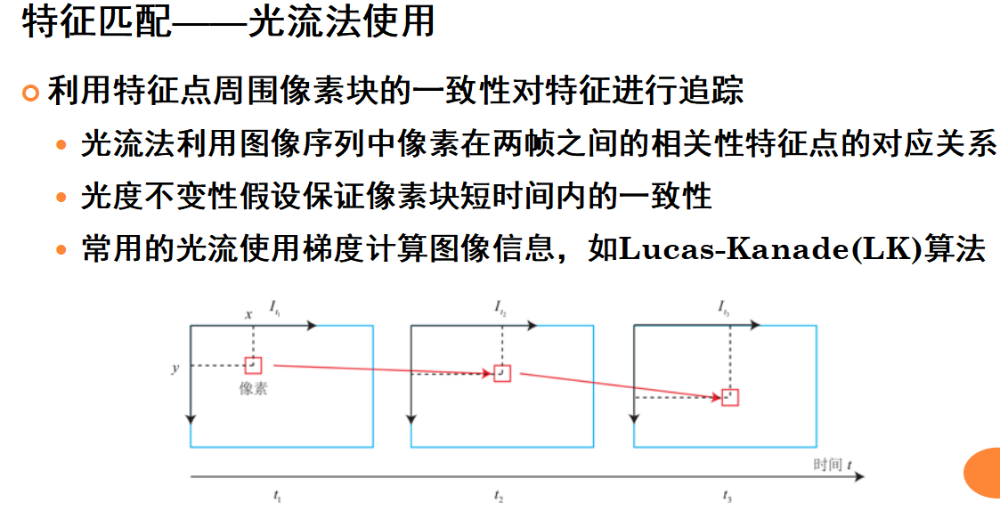 特征匹配——光流法使用
利用特征点周围像素块的一致性对特征进行追踪
光流法利用图像序列中像素在两帧之间的相关性特征点的对应关系
光度不变性假设保证像素块短时间内的一致性
常用的光流使用梯度计算图像信息，如Lucas-Kanade(LK)算法
x I_{t_1} I_{t_2} I_{t_3}
y
像素
时间 t
t_1 t_2 t_3